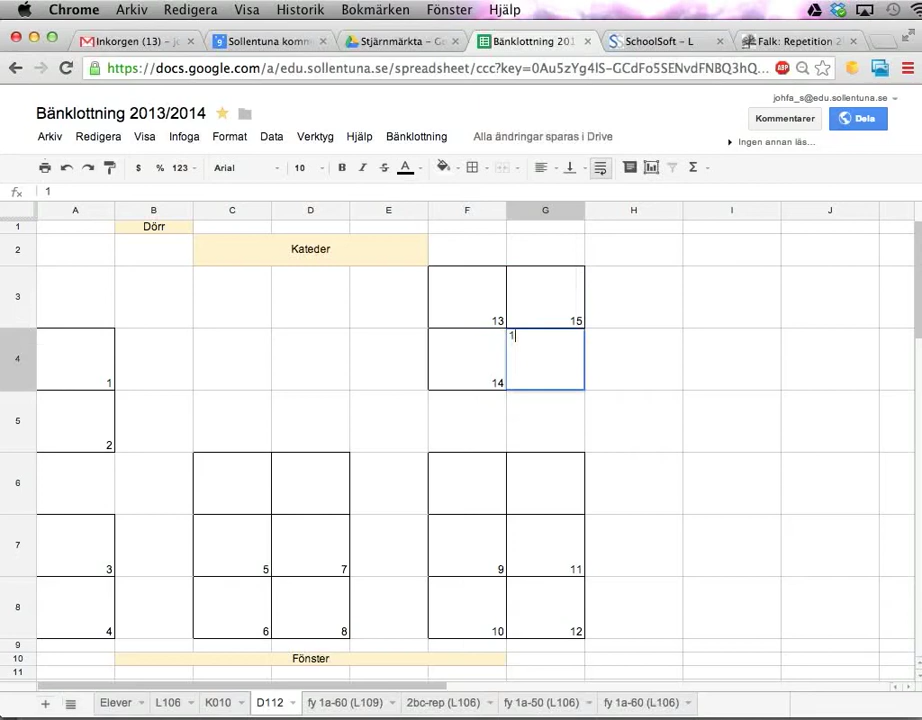 Chrome Arkiv Redigera Visa Historik Bokmärken Fönster Hjälp
Inkorgen (13) – jo Sollentuna komm Stjärnmärkta – Go Bänklottning 201 SchoolSoft – L Falk: Repetition 2
https://docs.google.com/a/edu.sollentuna.se/spreadsheet/ccc?key=0Au5zYg4lS-GCdFo5SENvdFNBQ3hQ...
ABP
Bänklottning 2013/2014
johfa_s@edu.sollentuna.se
Kommentarer Dela
Arkiv Redigera Visa Infoga Format Data Verktyg Hjälp Bänklottning Alla ändringar sparas i Drive
Ingen annan läs...
$ % 123 Arial 10 B I A Σ
fx 1
A B C D E F G H I J
1 Dörr
2 Kateder
3 13 15
4 1 14 1
5 2
6
7 3 5 7 9 11
8 4 6 8 10 12
9
10 Fönster
11
+ Elever L106 K010 D112 fy 1a-60 (L109) 2bc-rep (L106) fy 1a-50 (L106) fy 1a-60 (L106)